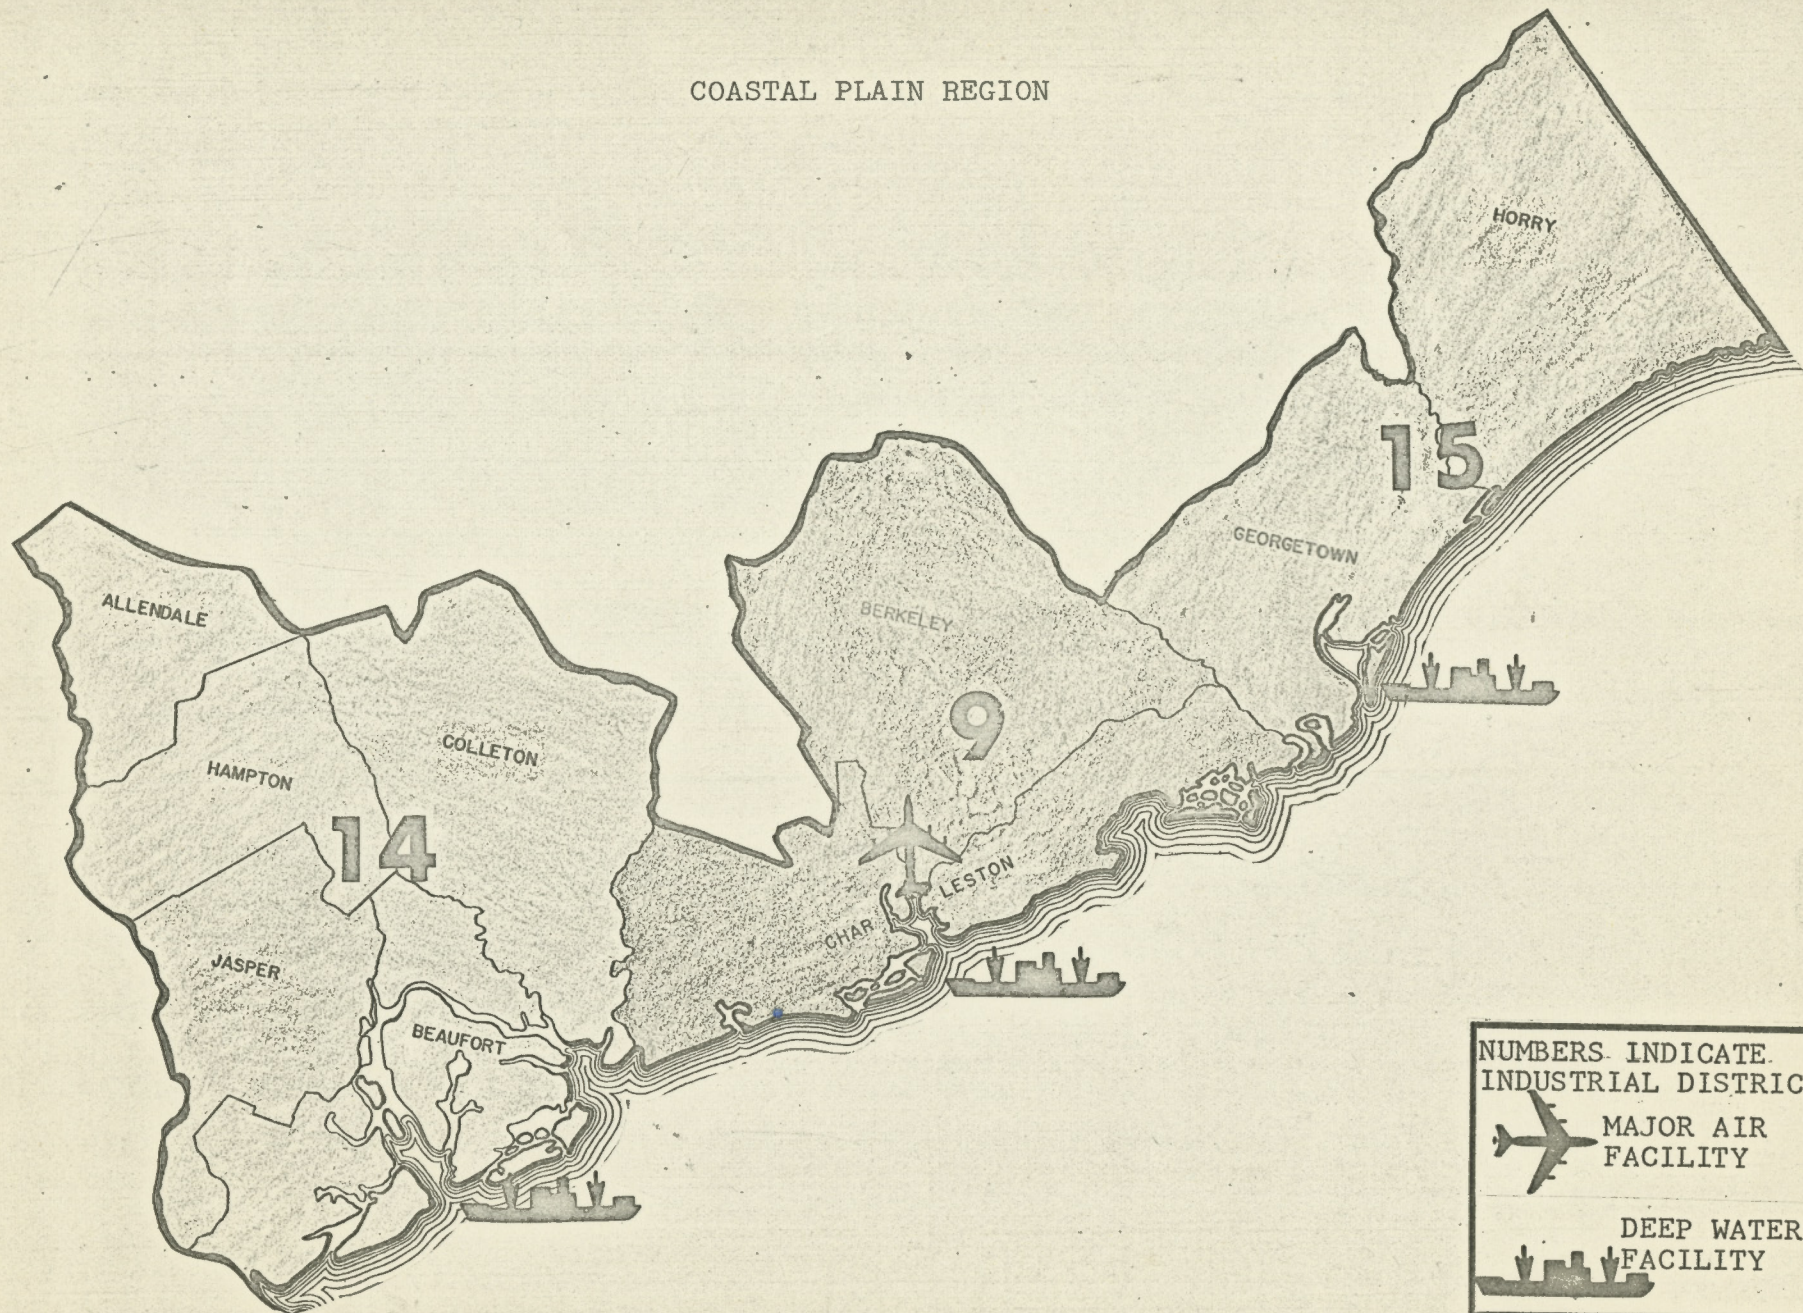 COASTAL PLAIN REGION
HORRY
15
GEORGETOWN
ALLENDALE
BERKELEY
9
COLLETON
HAMPTON
14
CHAR LESTON
JASPER
BEAUFORT
NUMBERS INDICATE
INDUSTRIAL DISTRIC
MAJOR AIR
FACILITY
DEEP WATER
FACILITY